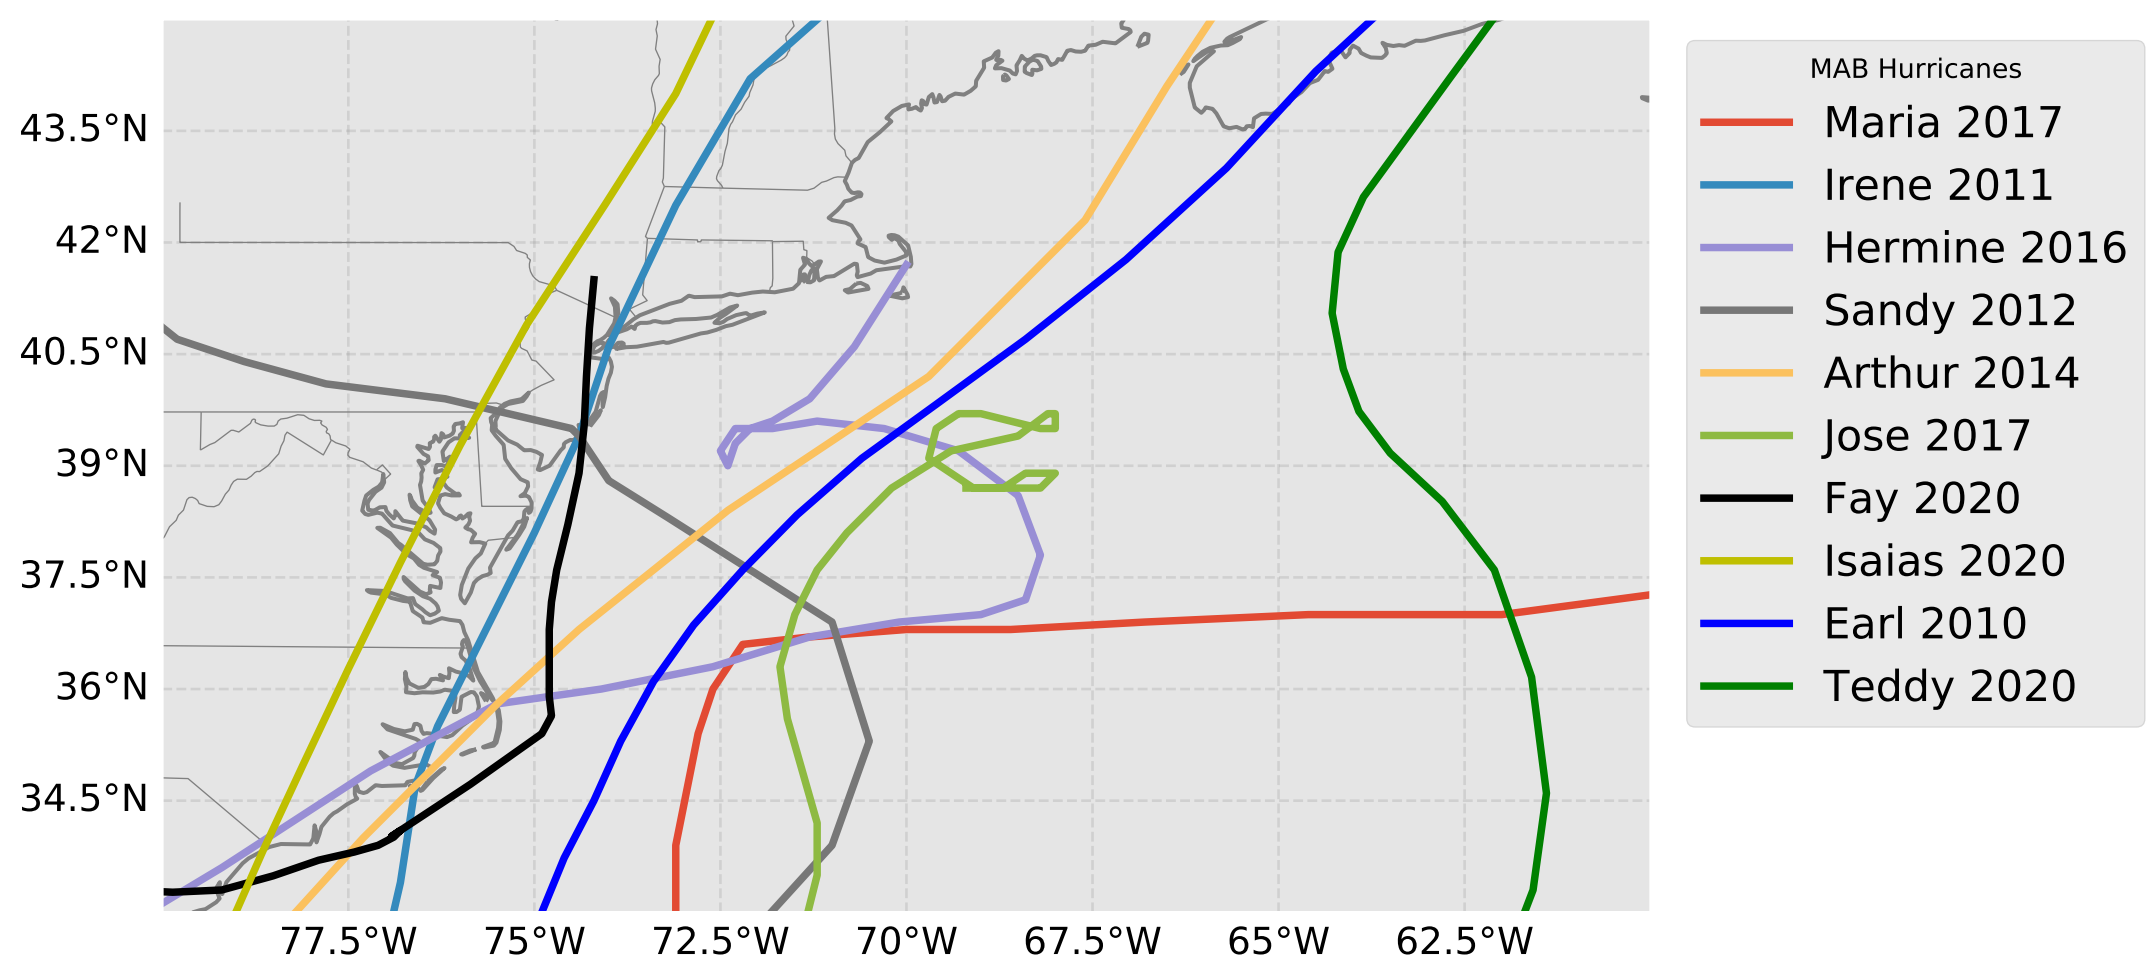 43.5°N
42°N
40.5°N
39°N
37.5°N
36°N
34.5°N
77.5°W
75°W
72.5°W
70°W
67.5°W
65°W
62.5°W
MAB Hurricanes
Maria 2017
Irene 2011
Hermine 2016
Sandy 2012
Arthur 2014
Jose 2017
Fay 2020
Isaias 2020
Earl 2010
Teddy 2020